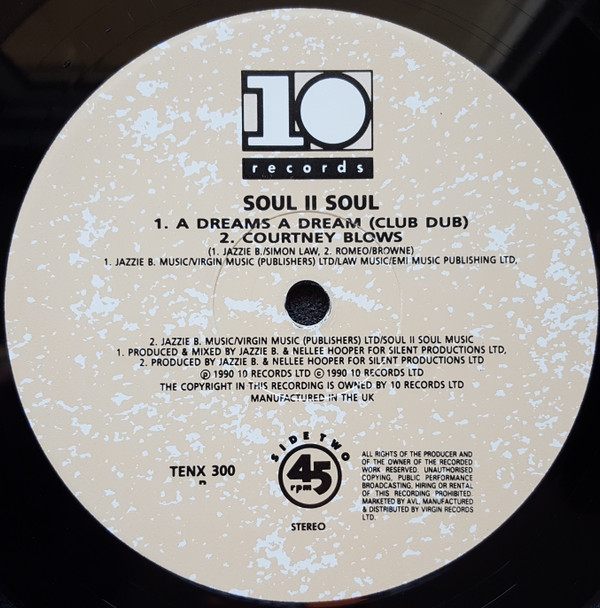 10
records
SOUL II SOUL
1. A DREAMS A DREAM (CLUB DUB)
2. COURTNEY BLOWS
(1. JAZZIE B./SIMON LAW, 2. ROMEO/BROWNE)
1. JAZZIE B. MUSIC/VIRGIN MUSIC (PUBLISHERS) LTD/LAW MUSIC/EMI MUSIC PUBLISHING LTD,
2. JAZZIE B. MUSIC/VIRGIN MUSIC (PUBLISHERS) LTD/SOUL II SOUL MUSIC
1. PRODUCED & MIXED BY JAZZIE B. & NELLEE HOOPER FOR SILENT PRODUCTIONS LTD,
2. PRODUCED BY JAZZIE B. & NELLEE HOOPER FOR SILENT PRODUCTIONS LTD
℗ 1990 10 RECORDS LTD © 1990 10 RECORDS LTD
THE COPYRIGHT IN THIS RECORDING IS OWNED BY 10 RECORDS LTD
MANUFACTURED IN THE UK
TENX 300
SIDE TWO
45
rpm
STEREO
ALL RIGHTS OF THE PRODUCER AND
OF THE OWNER OF THE RECORDED
WORK RESERVED. UNAUTHORISED
COPYING, PUBLIC PERFORMANCE
BROADCASTING, HIRING OR RENTAL
OF THIS RECORDING PROHIBITED.
MARKETED BY AVL, MANUFACTURED
& DISTRIBUTED BY VIRGIN RECORDS
LTD.